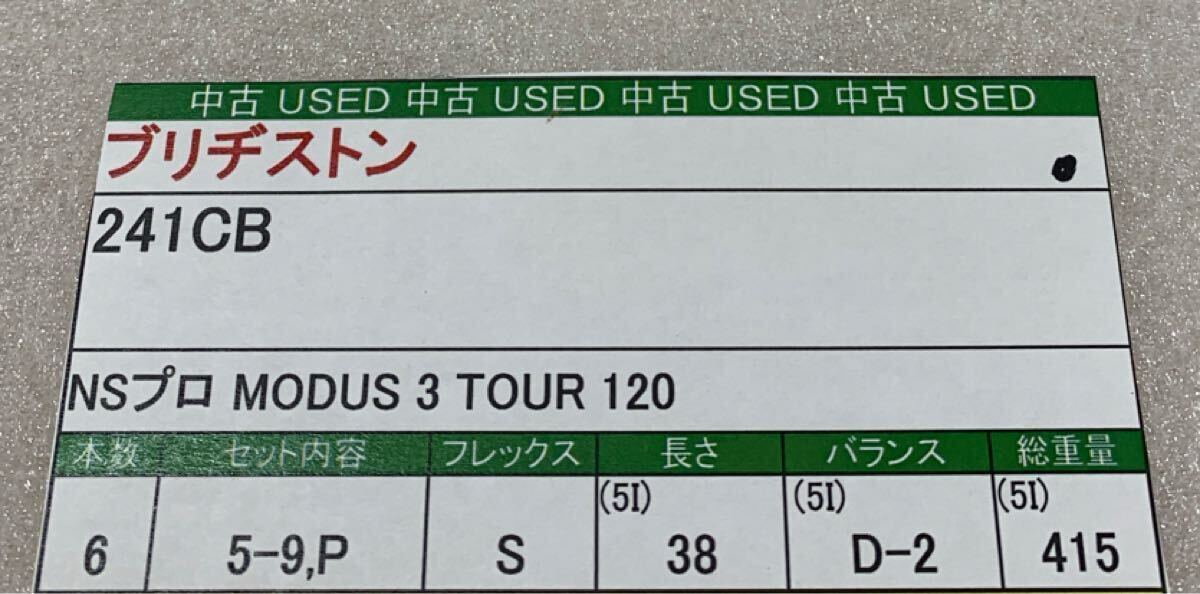 中古 USED 中古 USED 中古 USED 中古 USED
ブリヂストン
241CB
NSプロ MODUS 3 TOUR 120
本数 セット内容 フレックス 長さ バランス 総重量
(5I) (5I) (5I)
6 5-9,P S 38 D-2 415